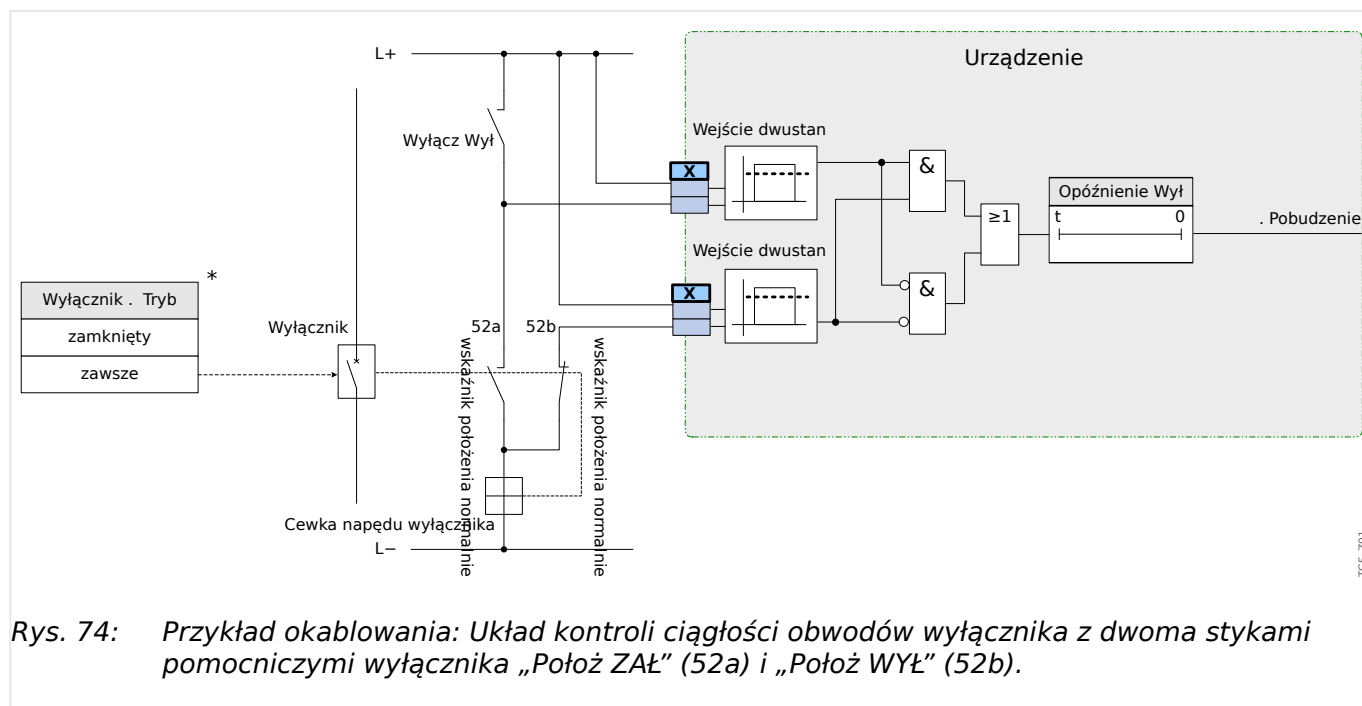 Urządzenie
L+
Wyłącz Wył
Wejście dwustan
X
&
Opóźnienie Wył
t 0
≥1
. Pobudzenie
Wejście dwustan
X
&
*
Wyłącznik . Tryb
zamknięty
zawsze
Wyłącznik
52a
52b
wskaźnik położenia normalnie
wskaźnik położenia normalnie
Cewka napędu wyłącznika
L−
Rys. 74: Przykład okablowania: Układ kontroli ciągłości obwodów wyłącznika z dwoma stykami
pomocniczymi wyłącznika „Położ ZAŁ” (52a) i „Położ WYŁ” (52b).